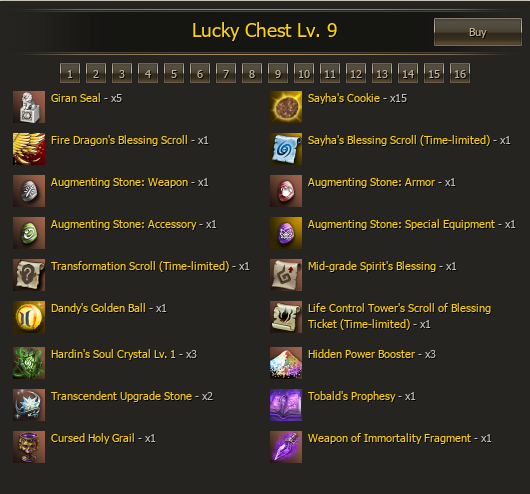 Lucky Chest Lv. 9
Buy
1 2 3 4 5 6 7 8 9 10 11 12 13 14 15 16
Giran Seal - x5
Sayha's Cookie - x15
Fire Dragon's Blessing Scroll - x1
Sayha's Blessing Scroll (Time-limited) - x1
Augmenting Stone: Weapon - x1
Augmenting Stone: Armor - x1
Augmenting Stone: Accessory - x1
Augmenting Stone: Special Equipment - x1
Transformation Scroll (Time-limited) - x1
Mid-grade Spirit's Blessing - x1
Dandy's Golden Ball - x1
Life Control Tower's Scroll of Blessing
Ticket (Time-limited) - x1
Hardin's Soul Crystal Lv. 1 - x3
Hidden Power Booster - x3
Transcendent Upgrade Stone - x2
Tobald's Prophesy - x1
Cursed Holy Grail - x1
Weapon of Immortality Fragment - x1